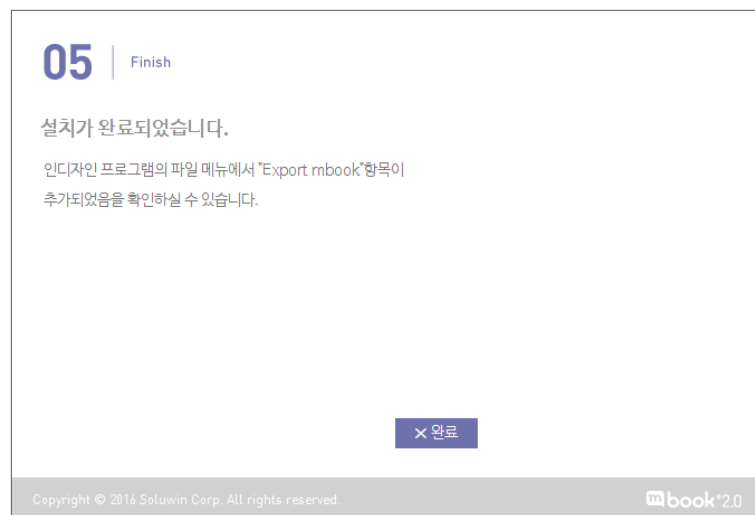 05 Finish
설치가 완료되었습니다.
인디자인 프로그램의 파일 메뉴에서 "Export mbook"항목이
추가되었음을 확인하실 수 있습니다.
× 완료
Copyright © 2016 Soluwin Corp. All rights reserved.
mbook+2.0